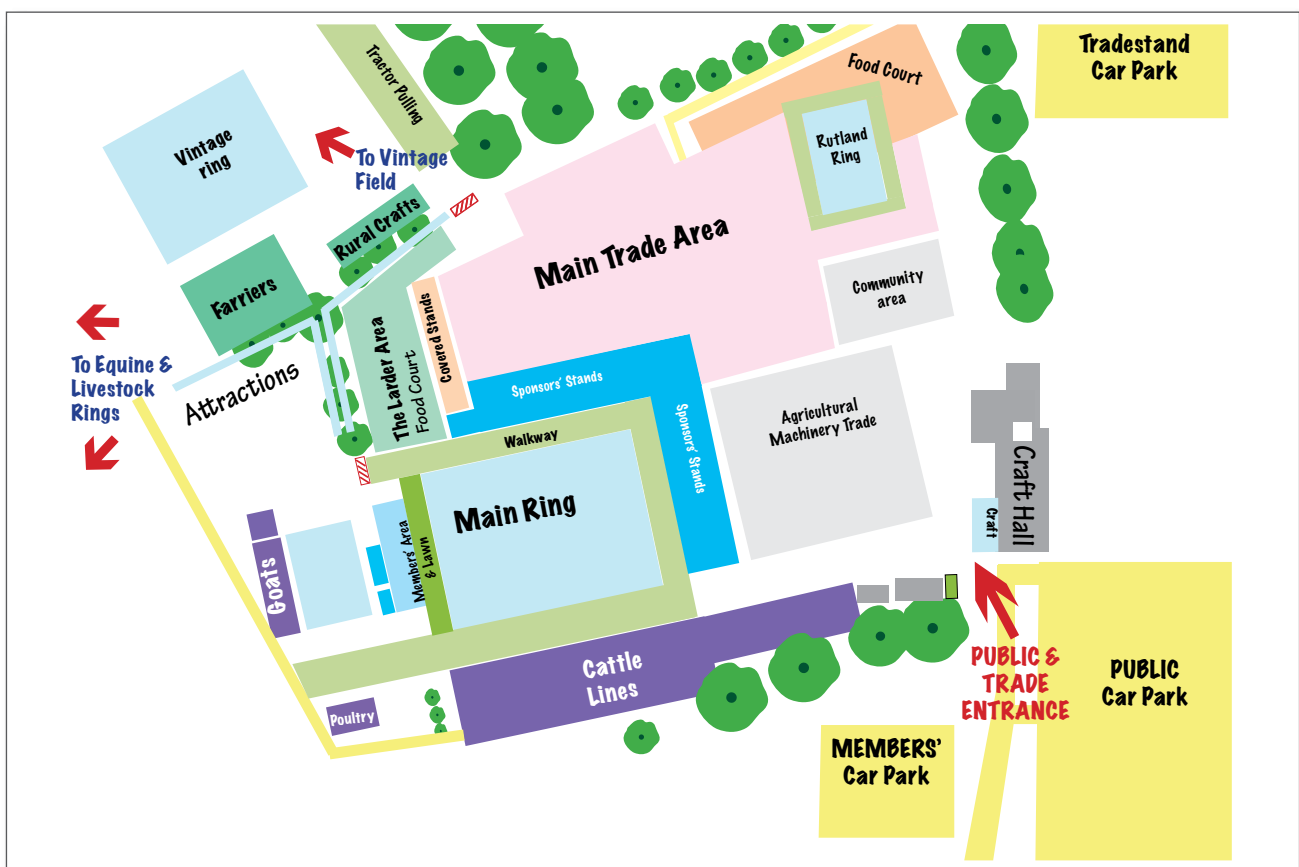 Tradestand
Car Park
Tractor Pulling
Food Court
Vintage
ring
To Vintage
Field
Rutland
Ring
Rural Crafts
Main Trade Area
Farriers
Community
area
To Equine &
Livestock
Rings
Attractions
The Larder Area
Food Court
Covered Stands
Sponsors' Stands
Sponsors' Stands
Agricultural
Machinery Trade
Walkway
Main Ring
Craft Hall
Craft
Members' Area
& Lawn
Goats
Cattle
Lines
Poultry
PUBLIC &
TRADE
ENTRANCE
PUBLIC
Car Park
MEMBERS'
Car Park